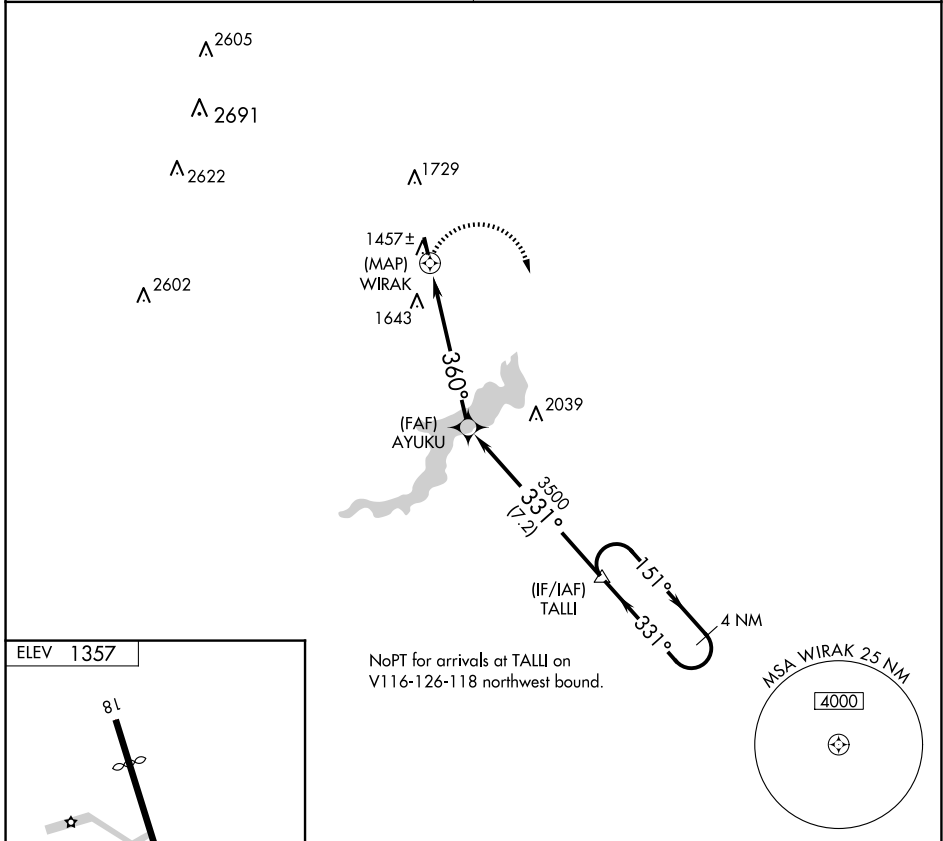 2605
2691
2622
1729
1457±
(MAP)
WIRAK
2602
1643
360°
(FAF)
AYUKU
2039
3500
331°
(7.2)
(IF/IAF)
TALLI
151°
331°
4 NM
NoPT for arrivals at TALLI on
V116-126-118 northwest bound.
MSA WIRAK 25 NM
4000
ELEV 1357
18